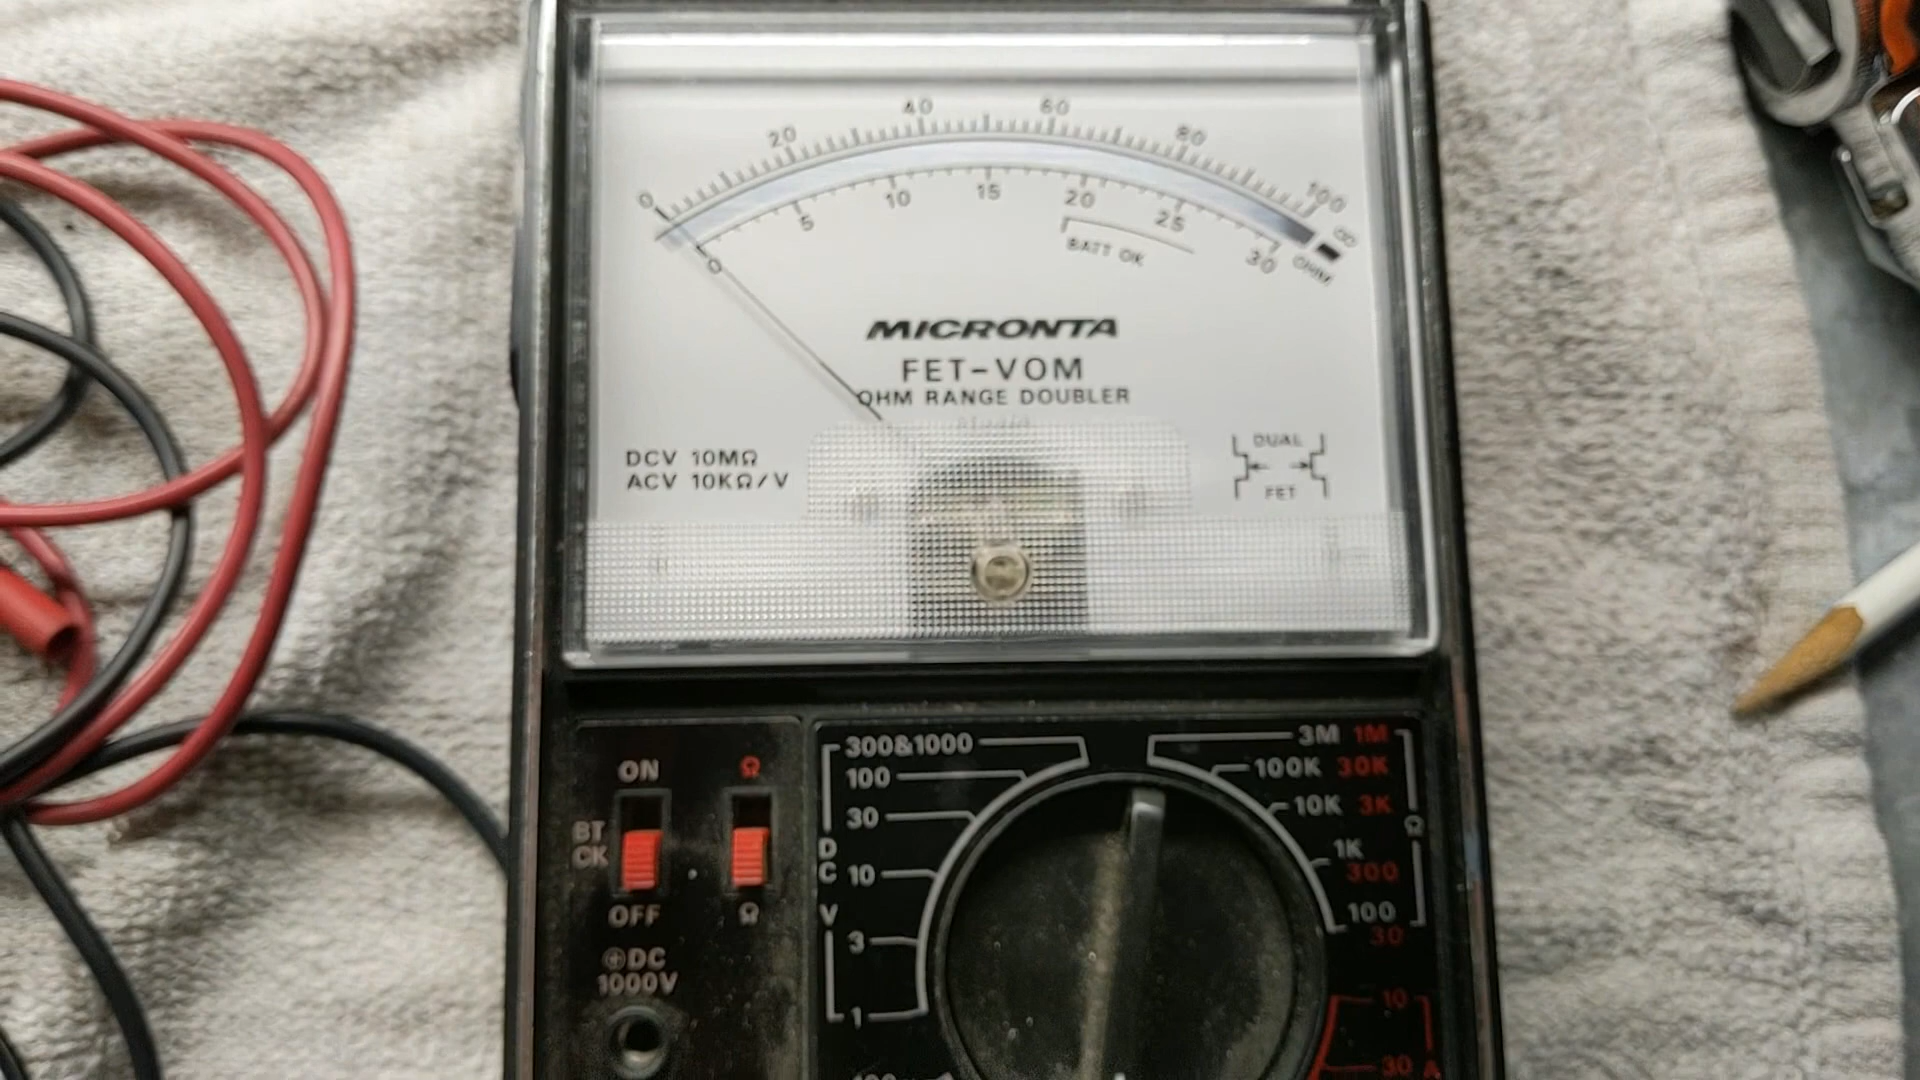 0 20 40 60 80 100
∞
0 5 10 15 20 25 30
OHM
BATT OK
MICRONTA
FET-VOM
OHM RANGE DOUBLER
DCV 10MΩ
ACV 10KΩ/V
DUAL
FET
ON
BT
CK
OFF
Ω
Ω
⊕DC
1000V
300&1000
100
30
10
3
1
DCV
3M 1M
100K 30K
10K 3K
1K
300
100
30
Ω
10
30 A